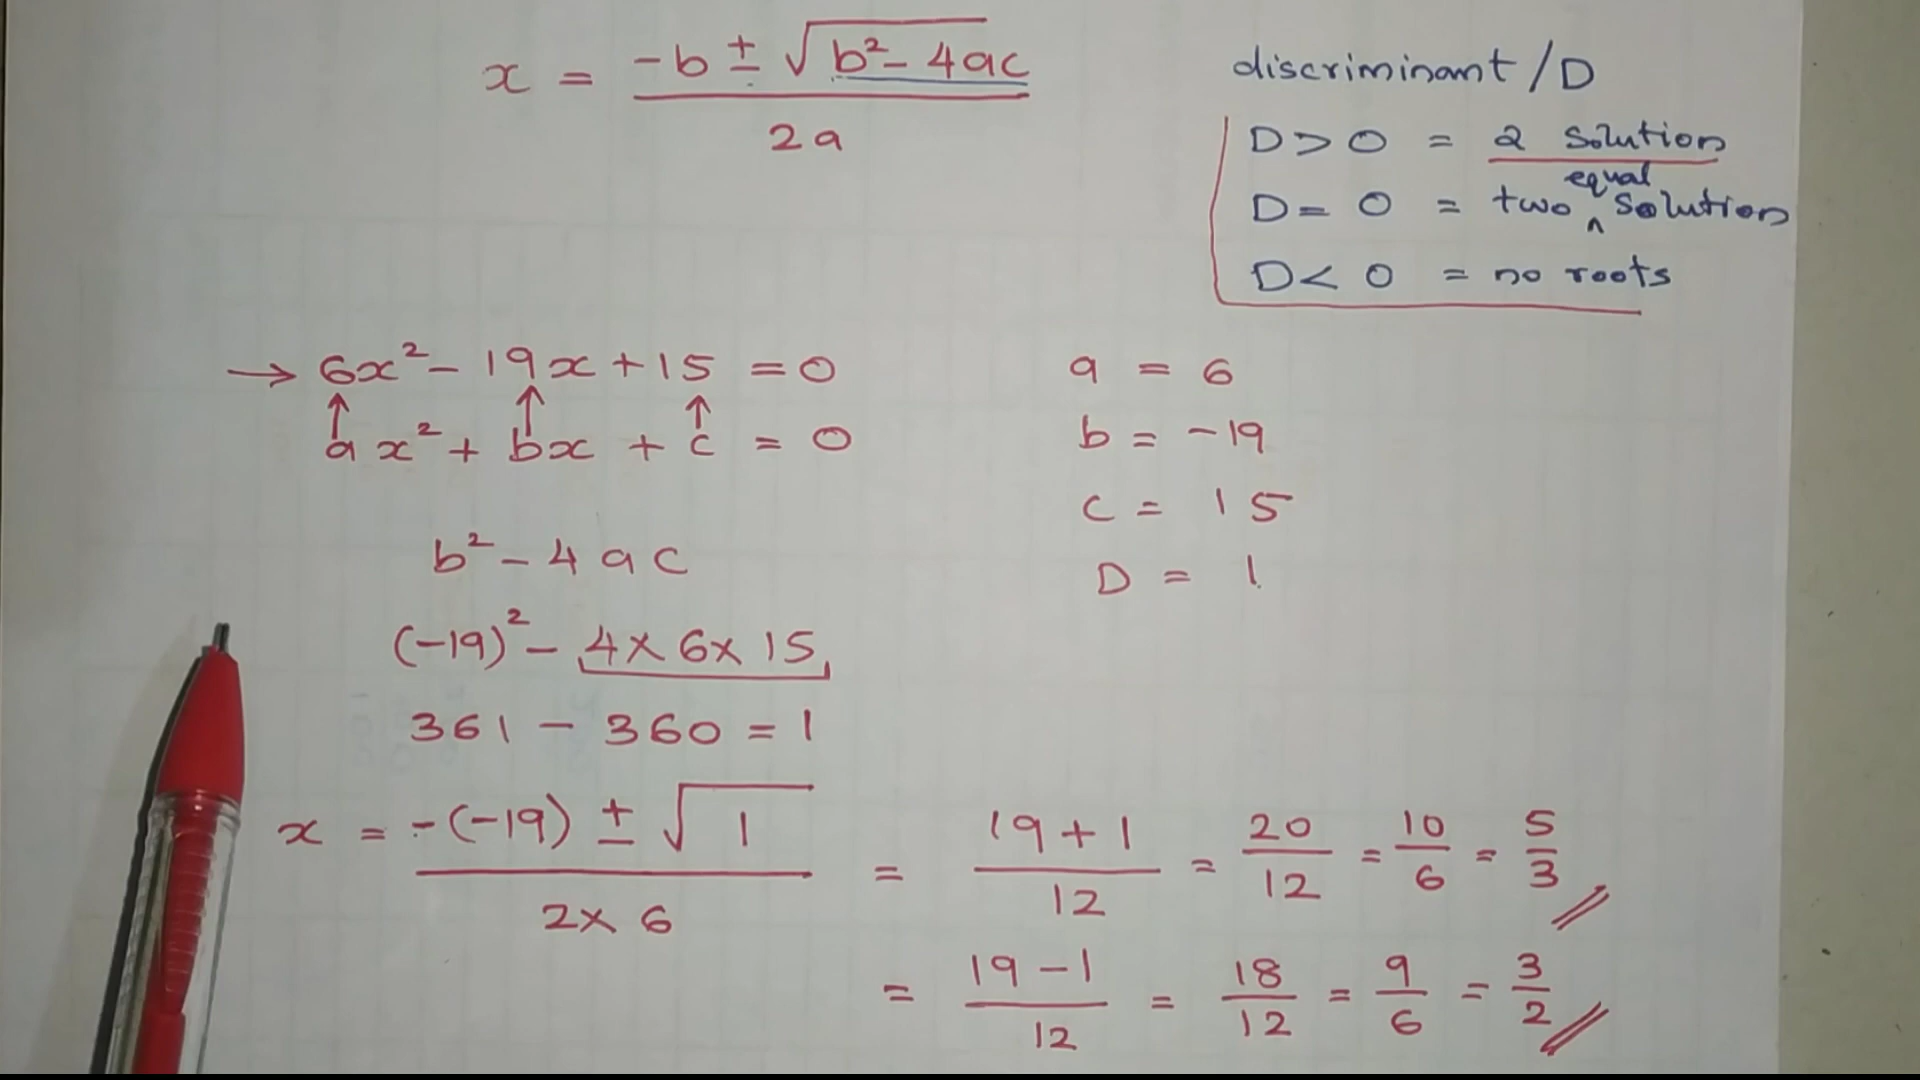 x = -b ± √b² - 4ac / 2a
discriminant / D
D > 0 = 2 solution
D = 0 = two equal solution
D < 0 = no roots
→ 6x² - 19x + 15 = 0
ax² + bx + c = 0
a = 6
b = -19
c = 15
D = 1
b² - 4ac
(-19)² - 4 x 6 x 15
361 - 360 = 1
x = -(-19) ± √1 / 2 x 6 = 19 + 1 / 12 = 20/12 = 10/6 = 5/3
= 19 - 1 / 12 = 18/12 = 9/6 = 3/2